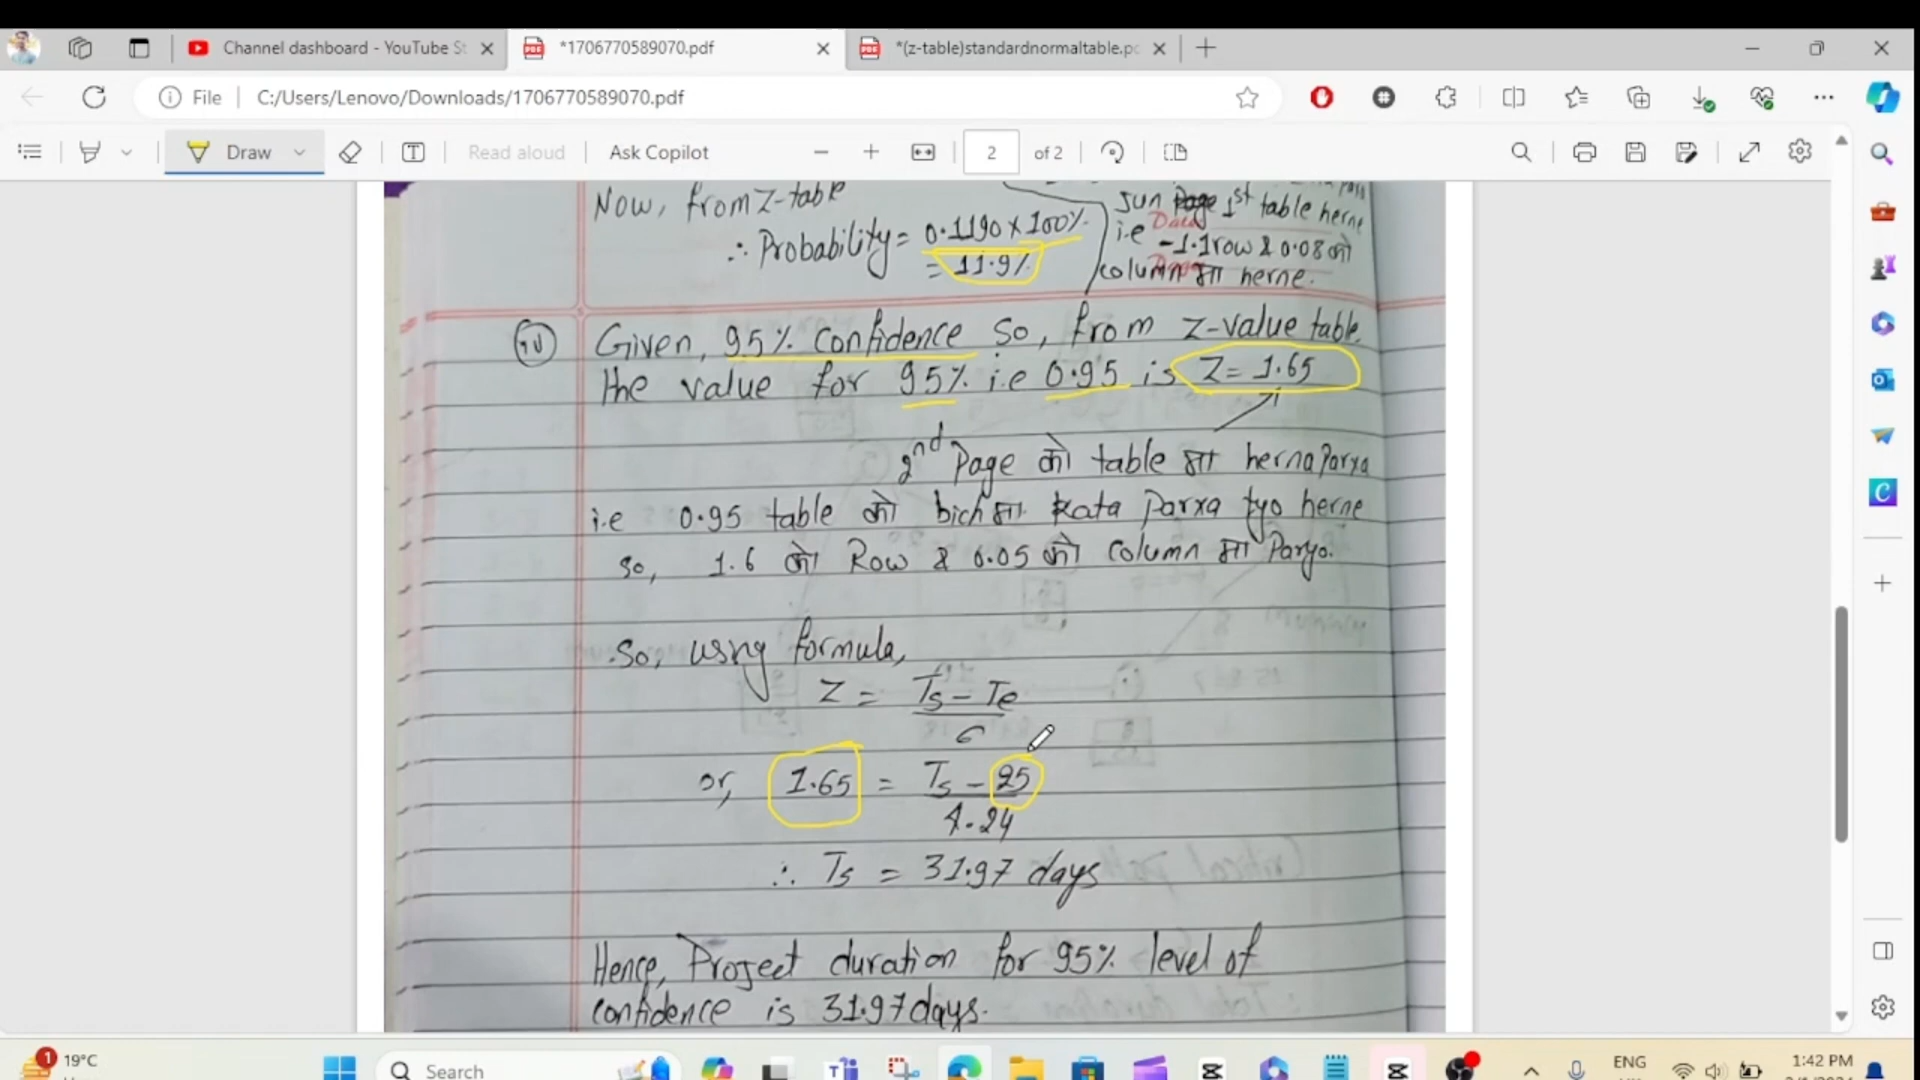 Channel dashboard - YouTube St
*1706770589070.pdf
*(z-table)standardnormaltable.pd
File
C:/Users/Lenovo/Downloads/1706770589070.pdf
Draw
Read aloud
Ask Copilot
2
of 2
Now, from Z-table
∴ Probability = 0.1190 x 100%
= 11.9%
Jun Page 1st table herne
i.e -1.1 row & 0.08 को
column मा herne.
iv Given, 95% confidence so, from z-value table.
the value for 95% i.e 0.95 is Z = 1.65
2nd Page को table मा herna Parxa
i.e 0.95 table को bich मा kata Parxa tyo herne
so, 1.6 को Row & 0.05 को column मा Paryo.
So, using formula,
Z = Ts - Te
σ
or, 1.65 = Ts - 25
4.24
∴ Ts = 31.97 days
Hence, Project duration for 95% level of
confidence is 31.97 days.
1
19°C
Search
ENG
1:42 PM